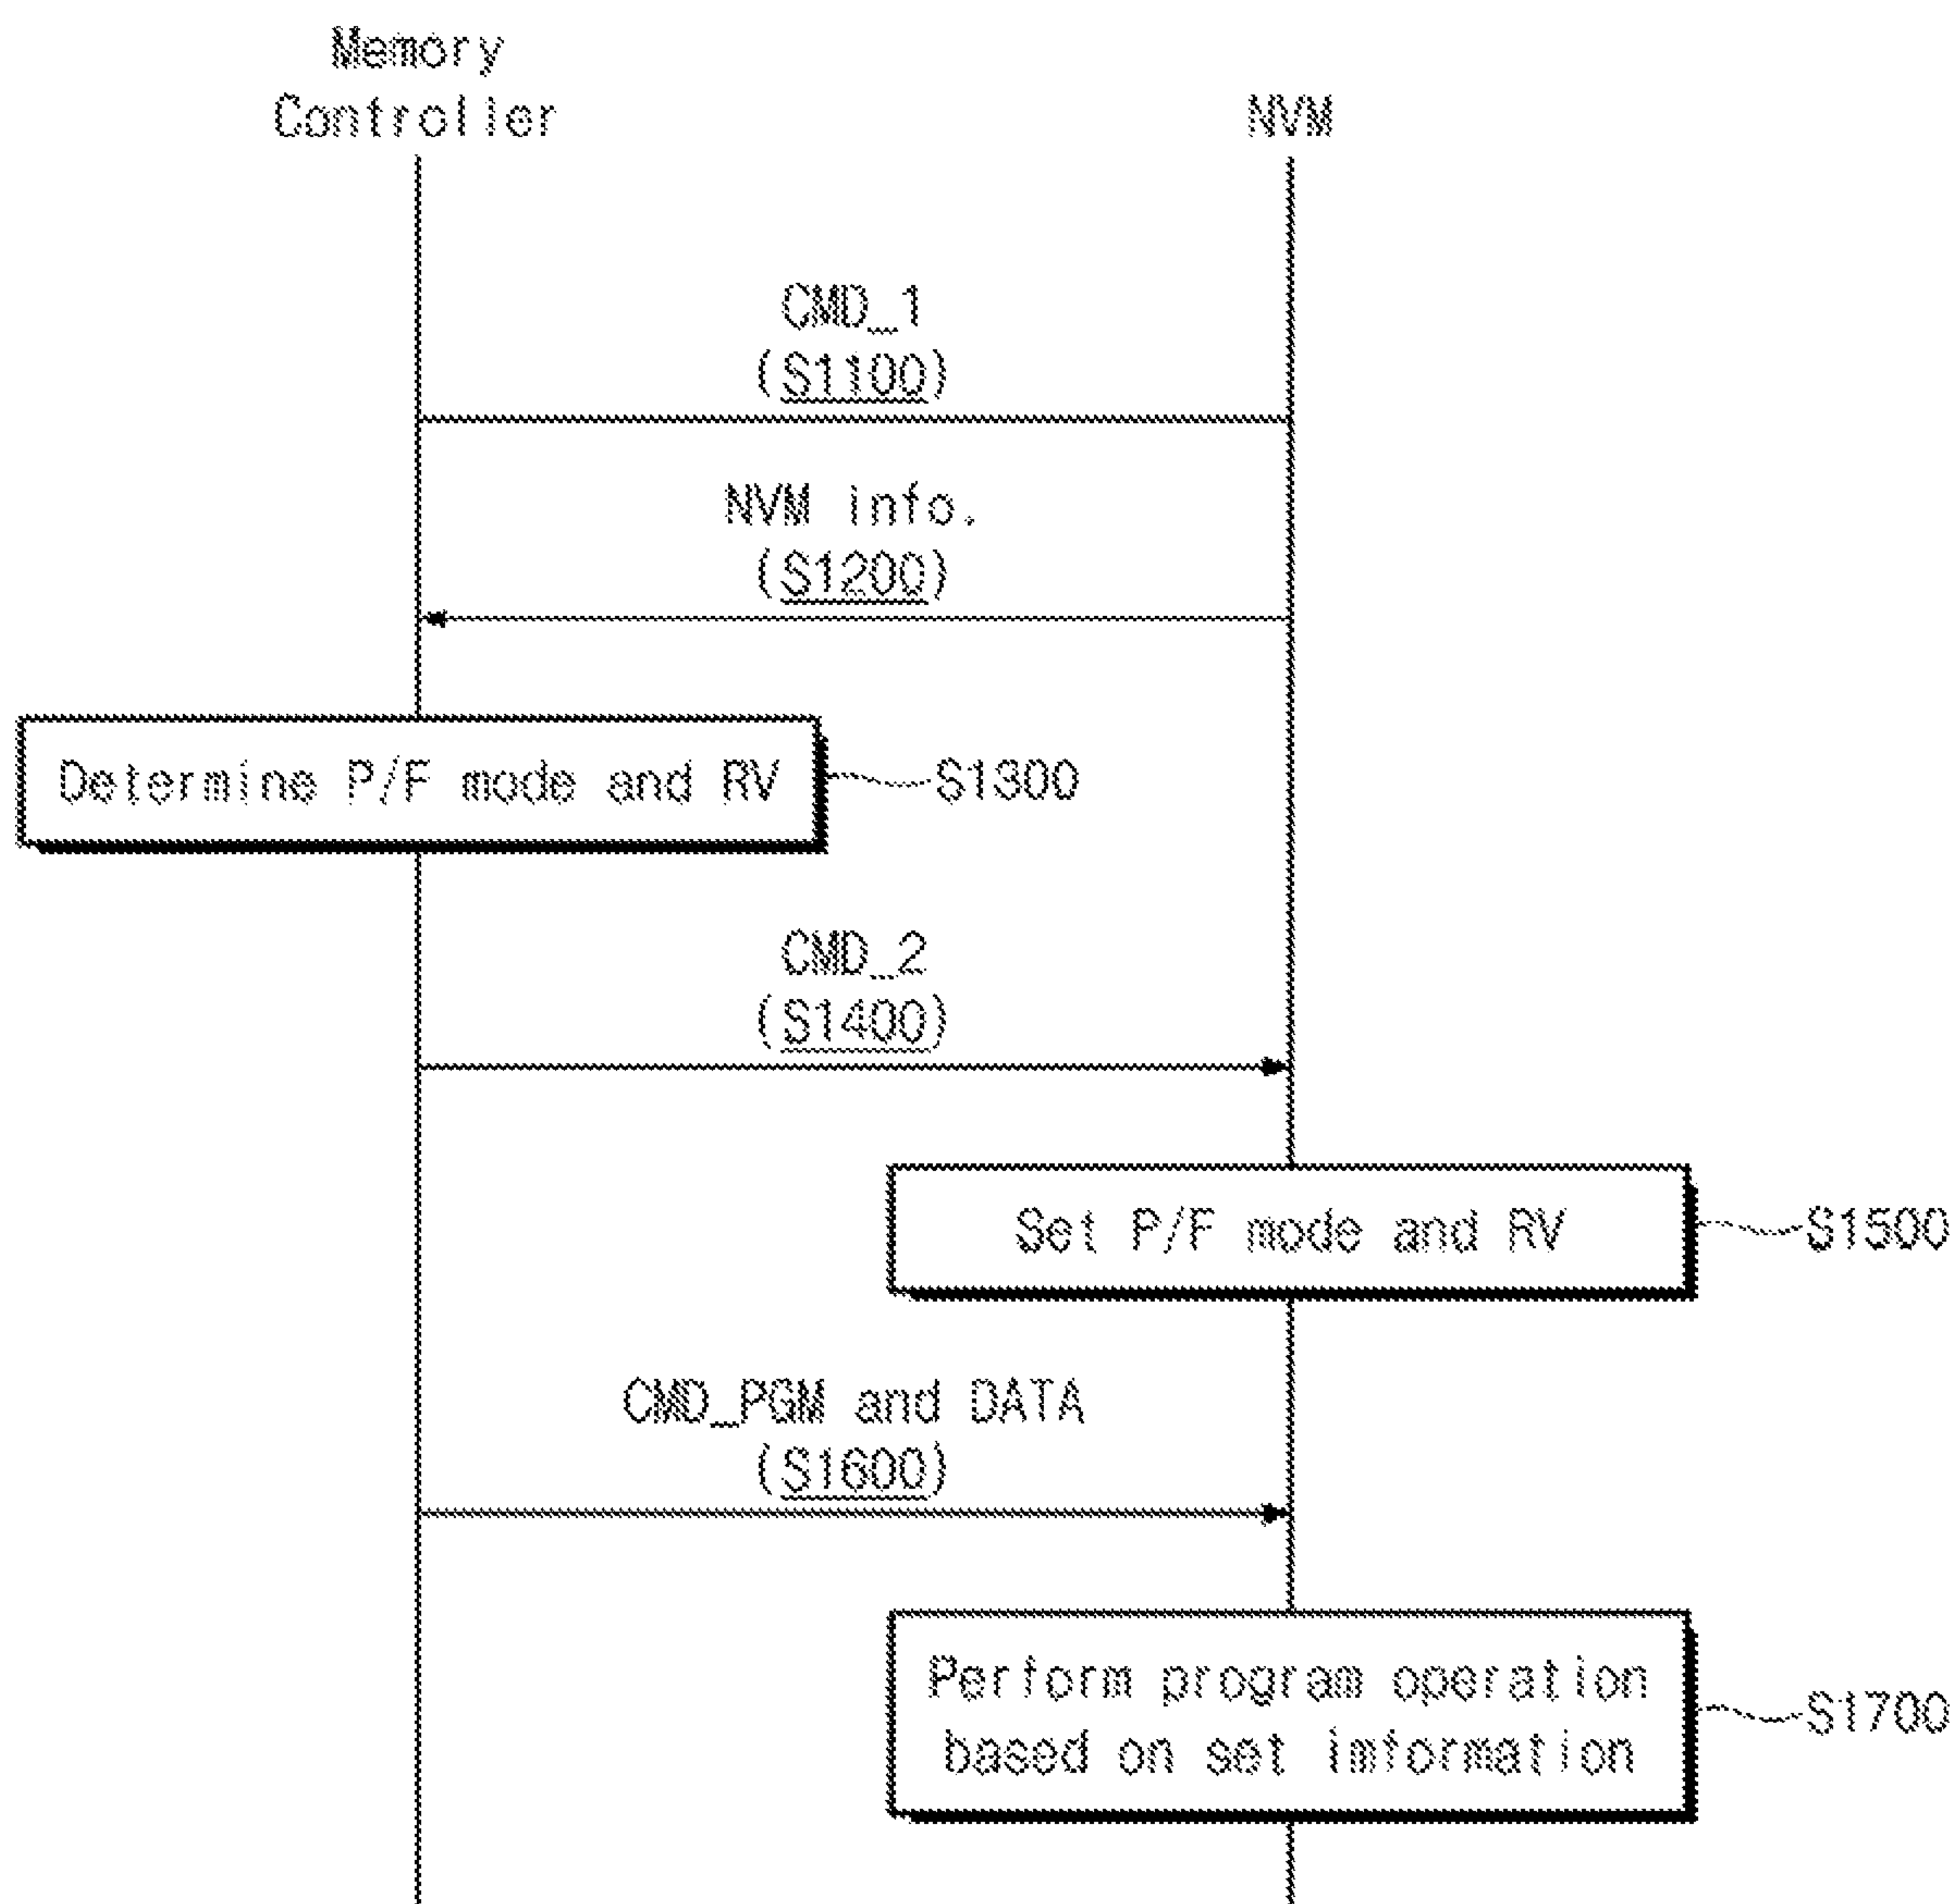 Memory
Controller
NVM
CMD_1
(S1100)
NVM info.
(S1200)
Determine P/F mode and RV
S1300
CMD_2
(S1400)
Set P/F mode and RV
S1500
CMD_PGM and DATA
(S1600)
Perform program operation
based on set imformation
S1700